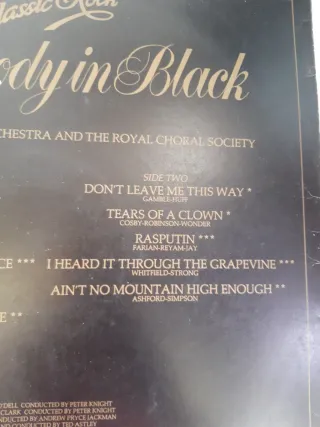 Classic Rock
ody in Black
CHESTRA AND THE ROYAL CHORAL SOCIETY
SIDE TWO
DON'T LEAVE ME THIS WAY *
GAMBLE-HUFF
TEARS OF A CLOWN *
COSBY-ROBINSON-WONDER
RASPUTIN ***
FARIAN-REYAM-JAY
CE *** I HEARD IT THROUGH THE GRAPEVINE ***
WHITFIELD-STRONG
AIN'T NO MOUNTAIN HIGH ENOUGH **
ASHFORD-SIMPSON
E **
DELL CONDUCTED BY PETER KNIGHT
CLARK CONDUCTED BY PETER KNIGHT
CONDUCTED BY ANDREW PRYCE JACKMAN
ND CONDUCTED BY TED ASTLEY